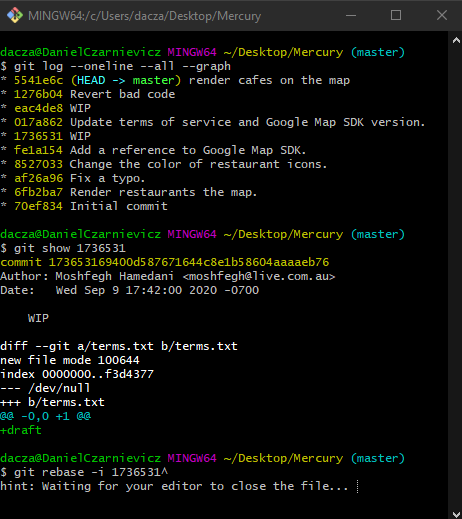 MINGW64:/c/Users/dacza/Desktop/Mercury
dacza@DanielCzarnievicz MINGW64 ~/Desktop/Mercury (master)
$ git log --oneline --all --graph
* 5541e6c (HEAD -> master) render cafes on the map
* 1276b04 Revert bad code
* eac4de8 WIP
* 017a862 Update terms of service and Google Map SDK version.
* 1736531 WIP
* fe1a154 Add a reference to Google Map SDK.
* 8527033 Change the color of restaurant icons.
* af26a96 Fix a typo.
* 6fb2ba7 Render restaurants the map.
* 70ef834 Initial commit
dacza@DanielCzarnievicz MINGW64 ~/Desktop/Mercury (master)
$ git show 1736531
commit 173653169400d587671644c8e1b58604aaaaeb76
Author: Moshfegh Hamedani <moshfegh@live.com.au>
Date:   Wed Sep 9 17:42:00 2020 -0700
    WIP
diff --git a/terms.txt b/terms.txt
new file mode 100644
index 0000000..f3d4377
--- /dev/null
+++ b/terms.txt
@@ -0,0 +1 @@
+draft
dacza@DanielCzarnievicz MINGW64 ~/Desktop/Mercury (master)
$ git rebase -i 1736531^
hint: Waiting for your editor to close the file...